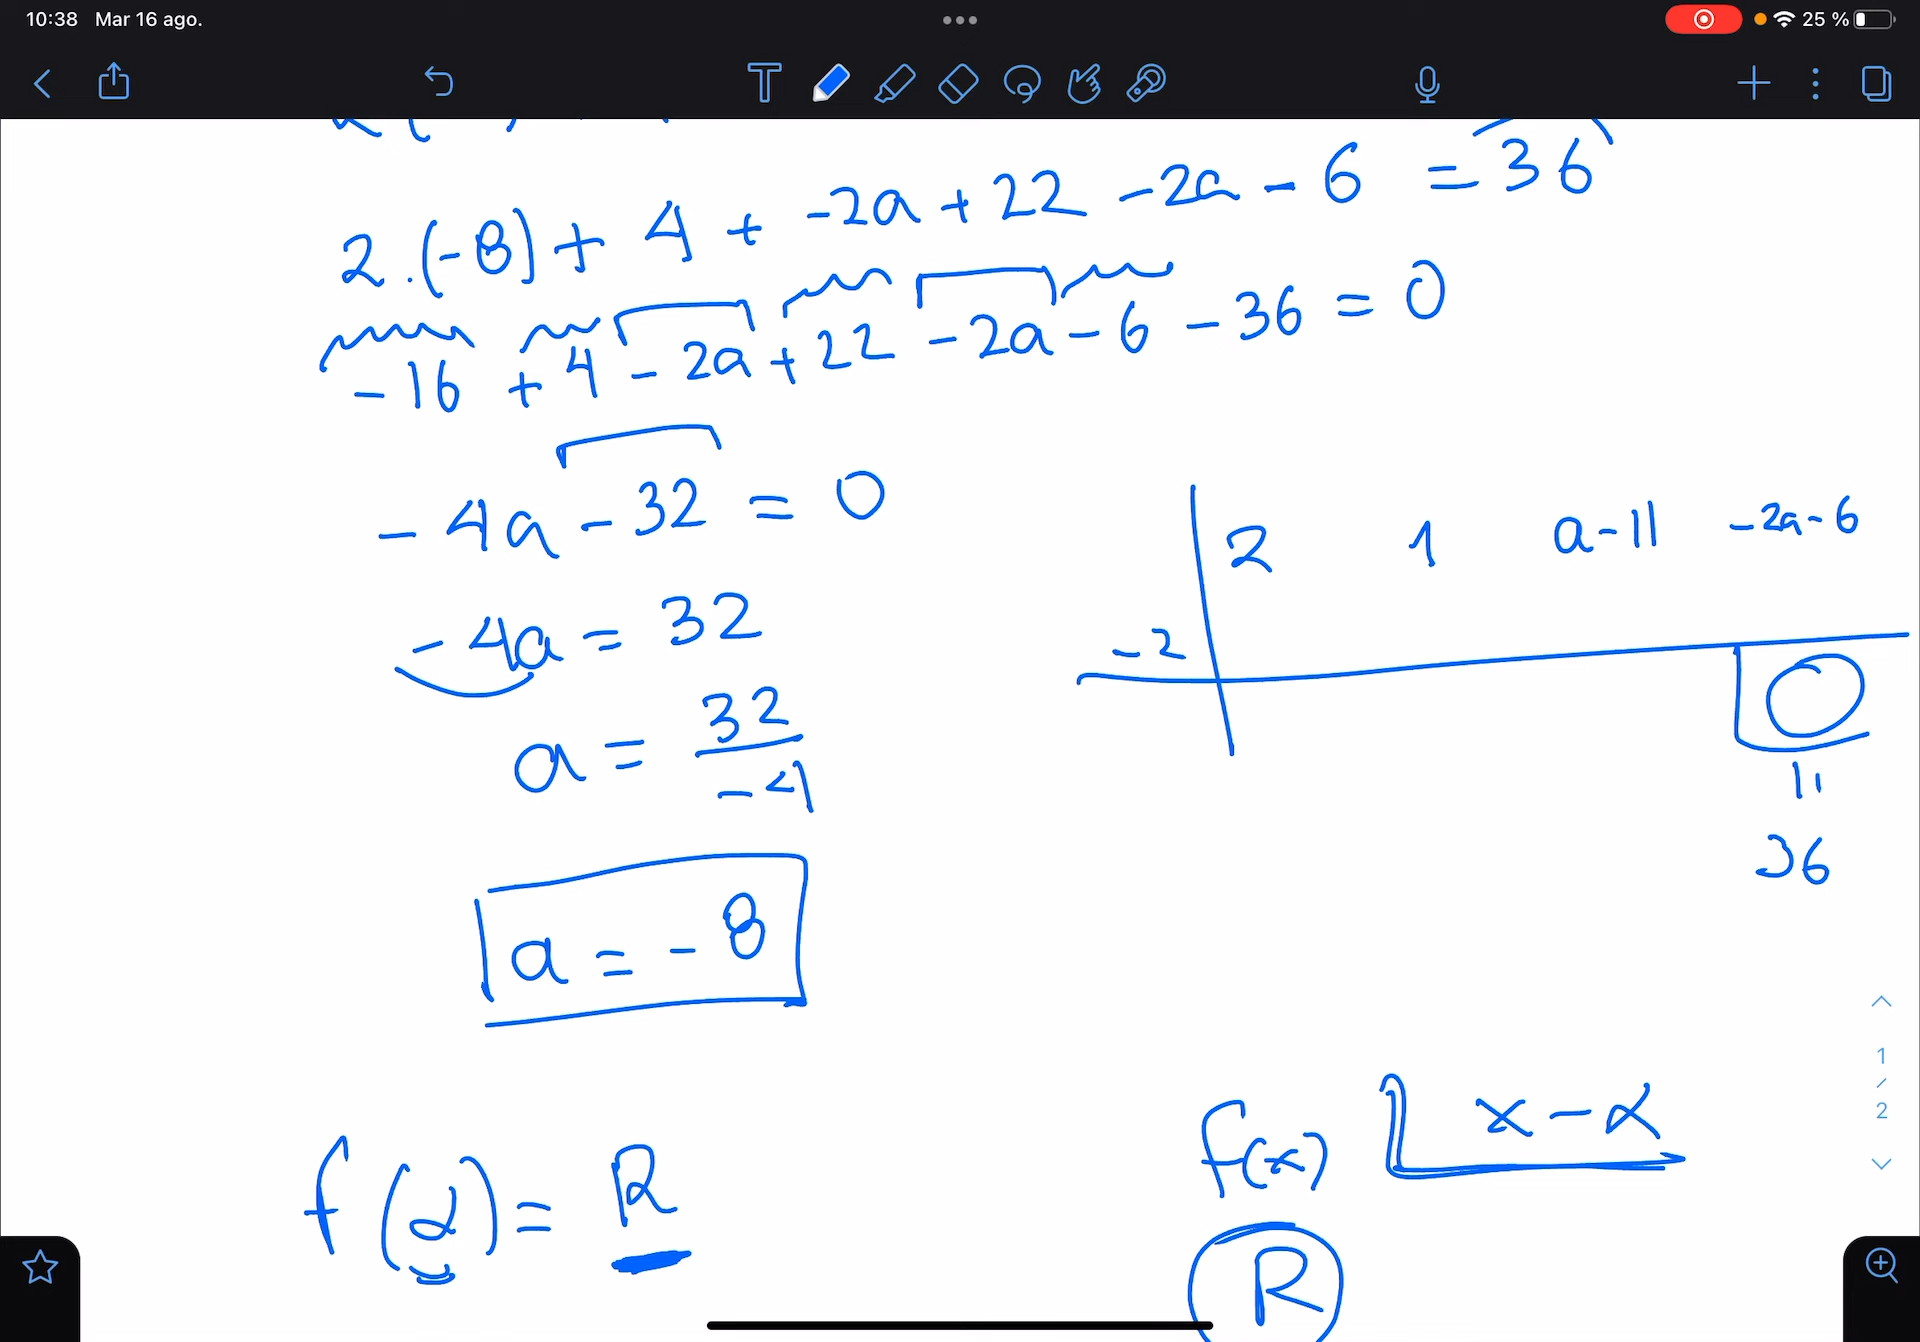 10:38 Mar 16 ago.
25 %
2.(-8)+ 4 + -2a+22 -2a-6 =36
-16 +4-2a+22-2a-6-36=0
-4a-32=0
2 1 a-11 -2a-6
-4a=32
-2
0
a= 32/-4
11
36
a=-8
1
/
2
f(x) x-α
f(α)=R
R